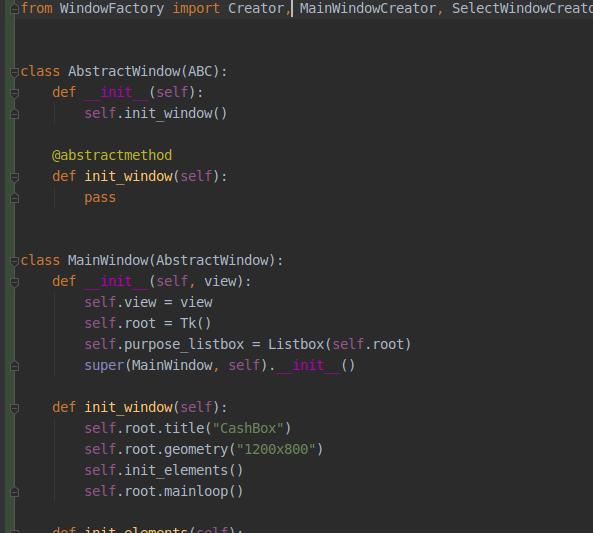 from WindowFactory import Creator, MainWindowCreator,
class AbstractWindow(ABC):
def __init__(self):
self.init_window()
@abstractmethod
def init_window(self):
pass
class MainWindow(AbstractWindow):
def __init__(self, view):
self.view = view
self.root = Tk()
self.purpose_listbox = Listbox(self.root)
super(MainWindow, self).__init__()
def init_window(self):
self.root.title("CashBox")
self.root.geometry("1200x800")
self.init_elements()
self.root.mainloop()
def init_elements(self):